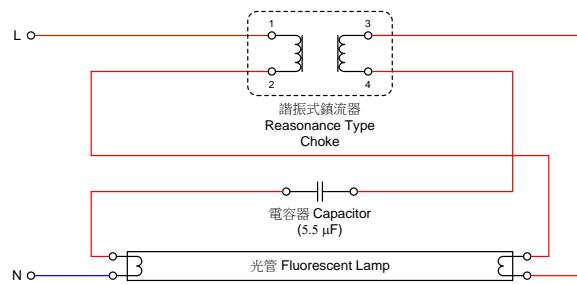 L
1
3
2
4
諧振式鎮流器
Reasonance Type
Choke
電容器 Capacitor
(5.5 μF)
光管 Fluorescent Lamp
N